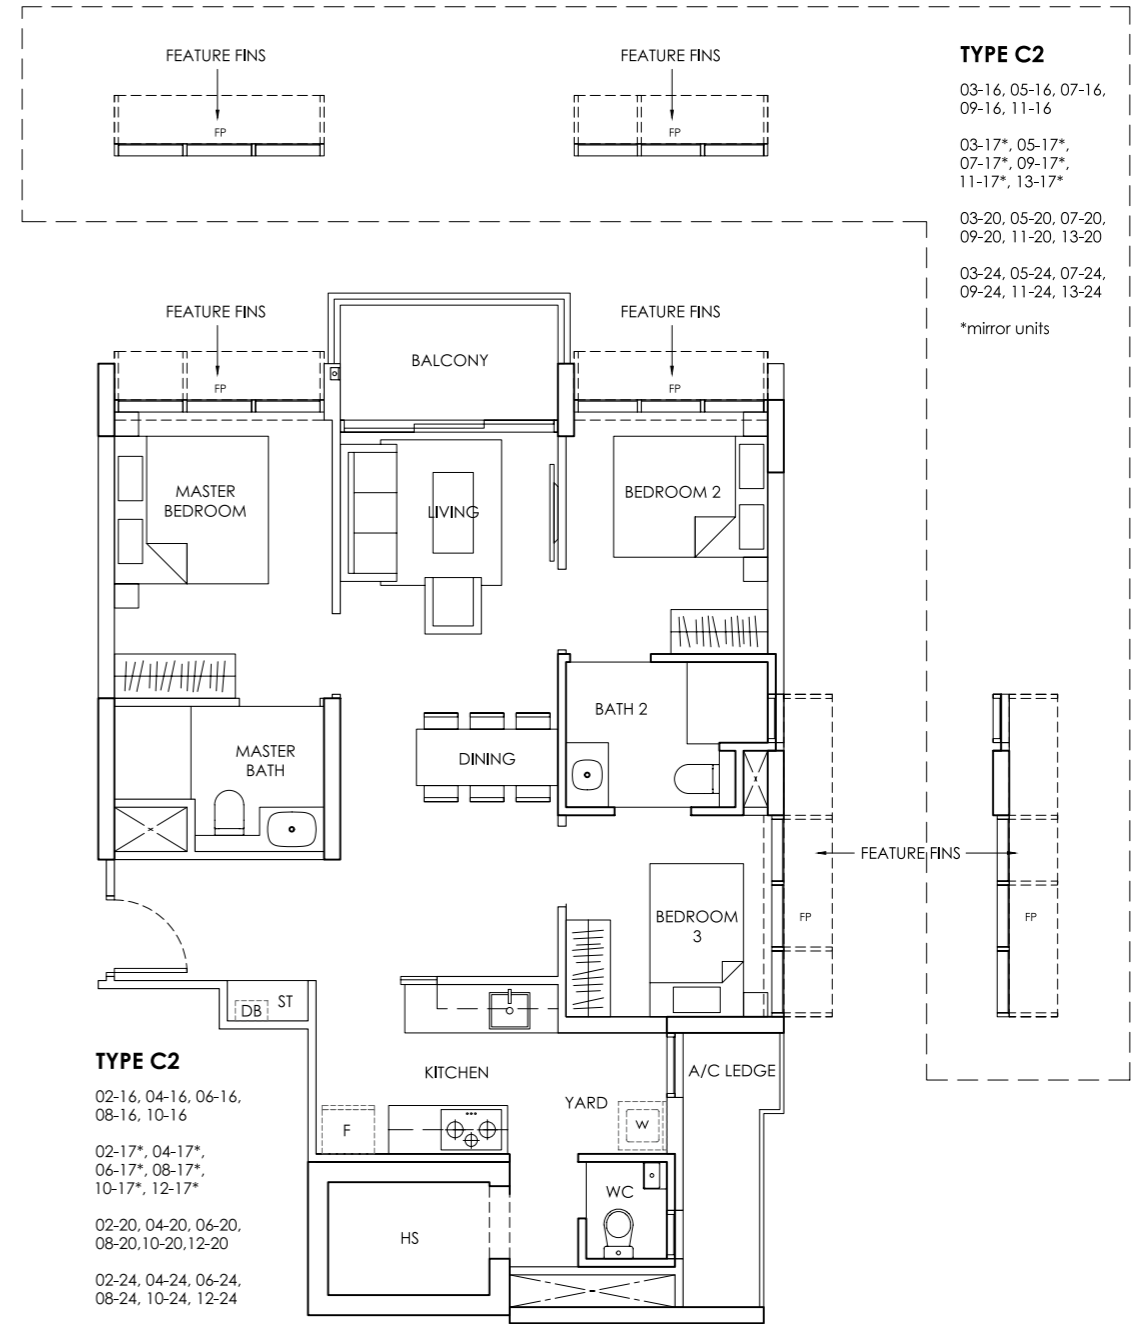 FEATURE FINS
FP
FEATURE FINS
FP
TYPE C2
03-16, 05-16, 07-16,
09-16, 11-16
03-17*, 05-17*,
07-17*, 09-17*,
11-17*, 13-17*
03-20, 05-20, 07-20,
09-20, 11-20, 13-20
03-24, 05-24, 07-24,
09-24, 11-24, 13-24
*mirror units
FEATURE FINS
FP
BALCONY
FEATURE FINS
FP
MASTER
BEDROOM
LIVING
BEDROOM 2
BATH 2
MASTER
BATH
DINING
FEATURE FINS
BEDROOM
3
FP
FP
DB
ST
KITCHEN
A/C LEDGE
YARD
F
W
WC
HS
TYPE C2
02-16, 04-16, 06-16,
08-16, 10-16
02-17*, 04-17*,
06-17*, 08-17*,
10-17*, 12-17*
02-20, 04-20, 06-20,
08-20,10-20,12-20
02-24, 04-24, 06-24,
08-24, 10-24, 12-24